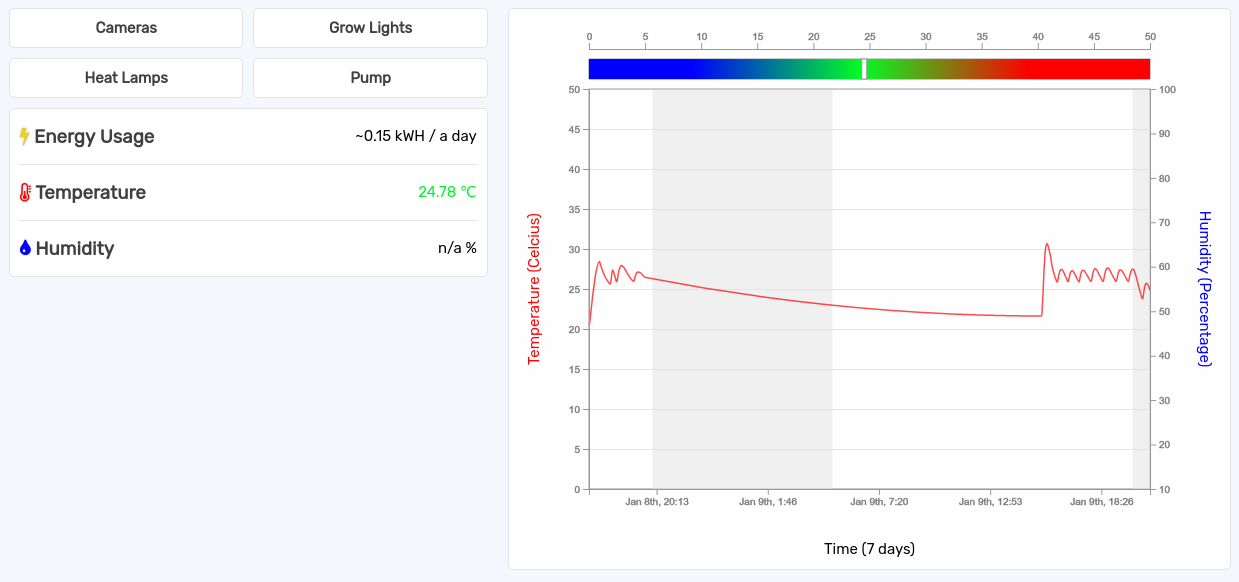 Cameras
Grow Lights
Heat Lamps
Pump
Energy Usage ~0.15 kWH / a day
Temperature 24.78 °C
Humidity n/a %
0 5 10 15 20 25 30 35 40 45 50
50
45
40
35
30
25
20
15
10
5
0
Temperature (Celcius)
100
90
80
70
60
50
40
30
20
10
Humidity (Percentage)
Jan 8th, 20:13 Jan 9th, 1:46 Jan 9th, 7:20 Jan 9th, 12:53 Jan 9th, 18:26
Time (7 days)